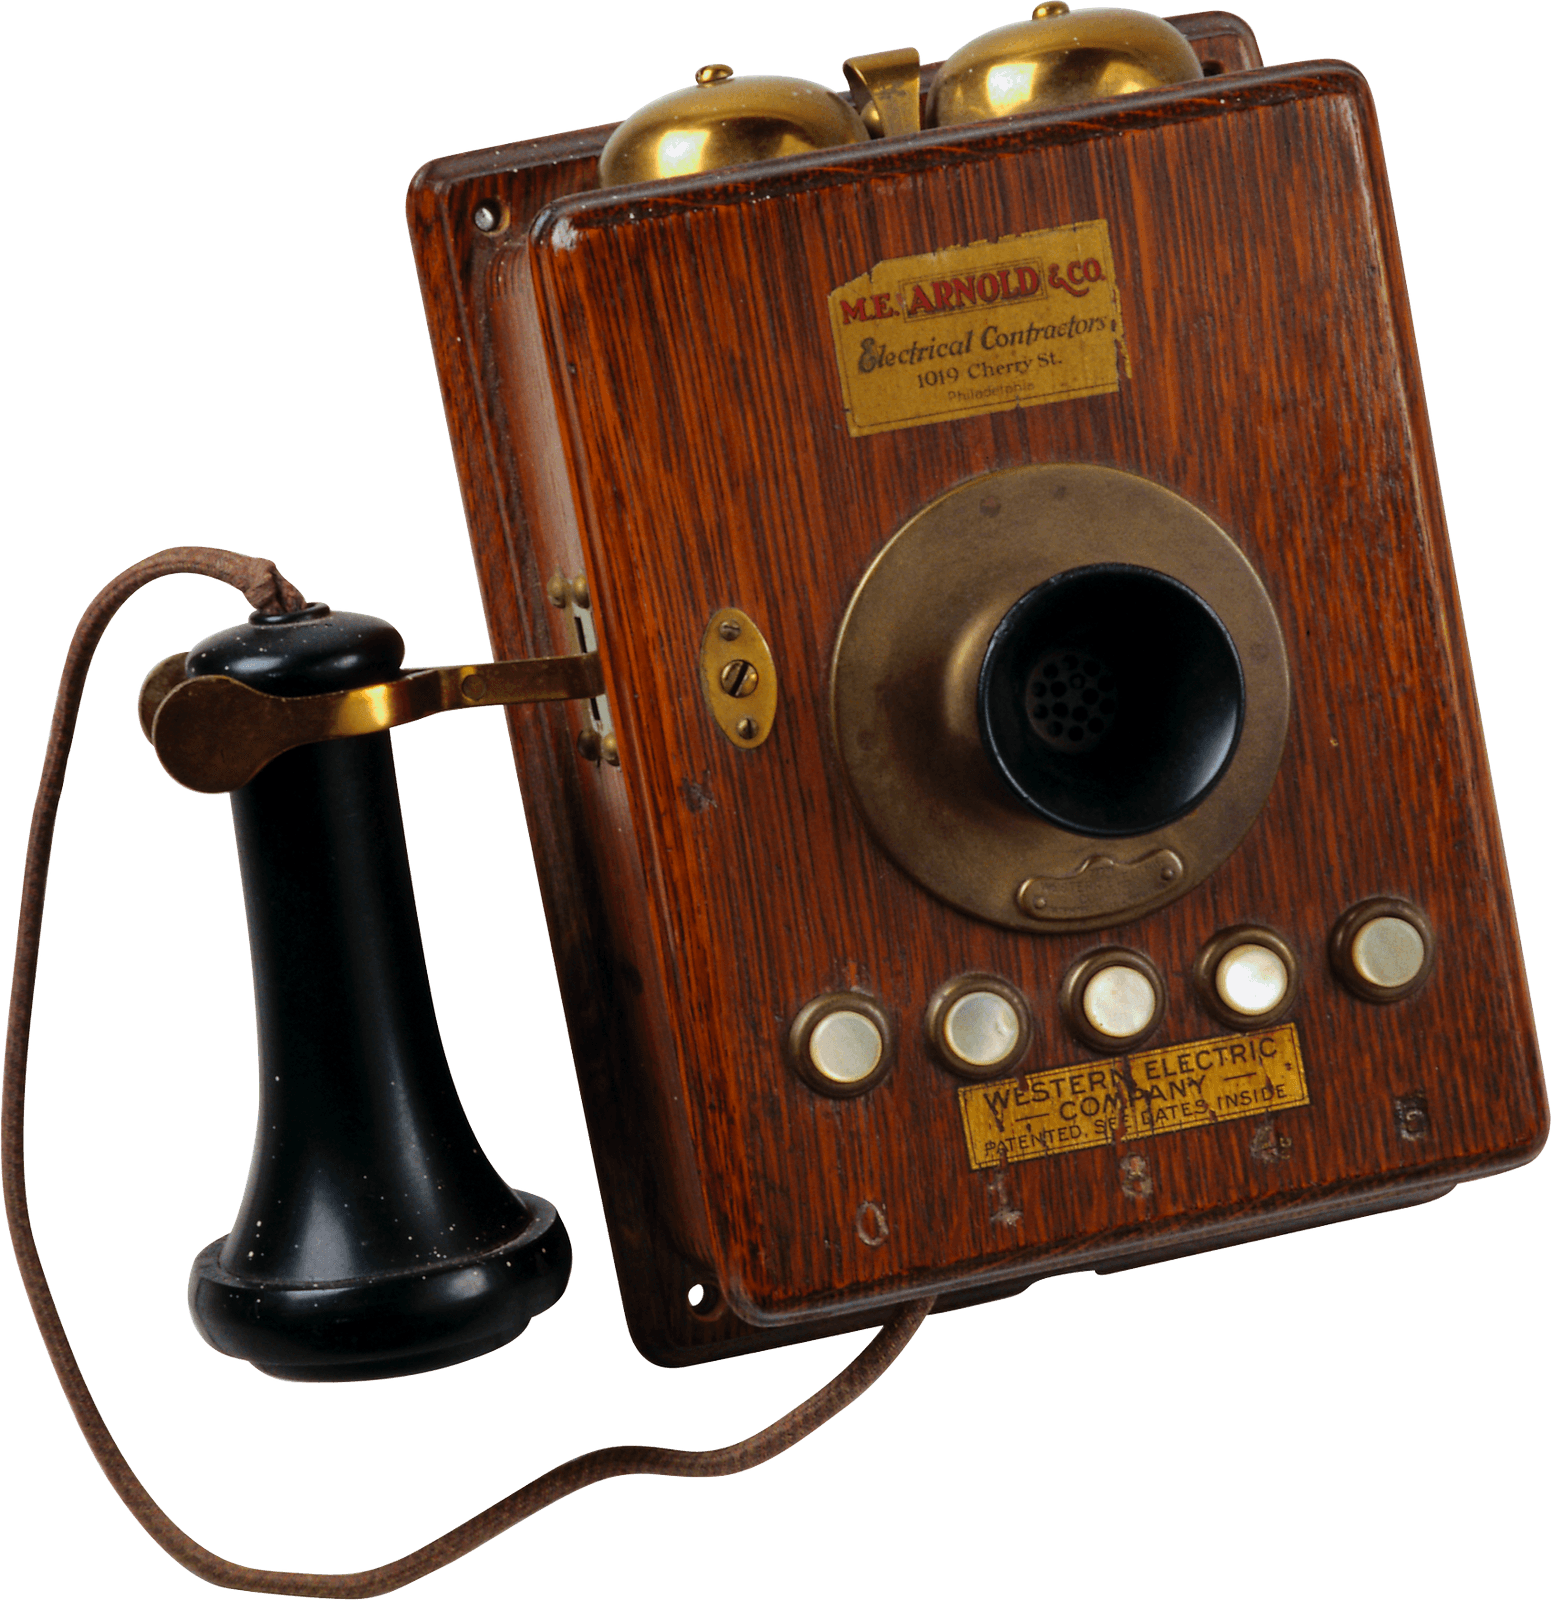 M.E. ARNOLD & CO.
Electrical Contractors
1019 Cherry St.
Philadelphia
WESTERN ELECTRIC
— COMPANY —
PATENTED. SEE DATES INSIDE
0 1 3 4 5